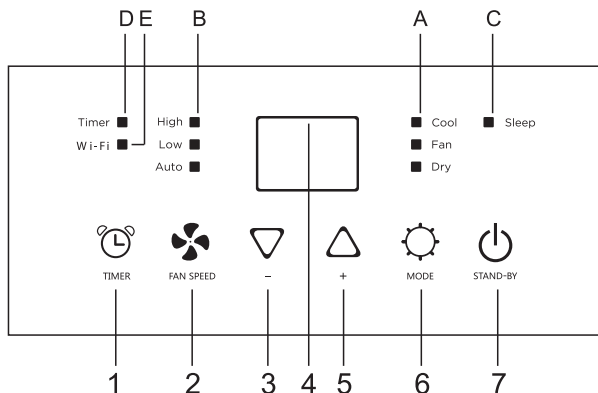 D E B A C
Timer High Cool Sleep
Wi-Fi Low Fan
Auto Dry
TIMER FAN SPEED - + MODE STAND-BY
1 2 3 4 5 6 7